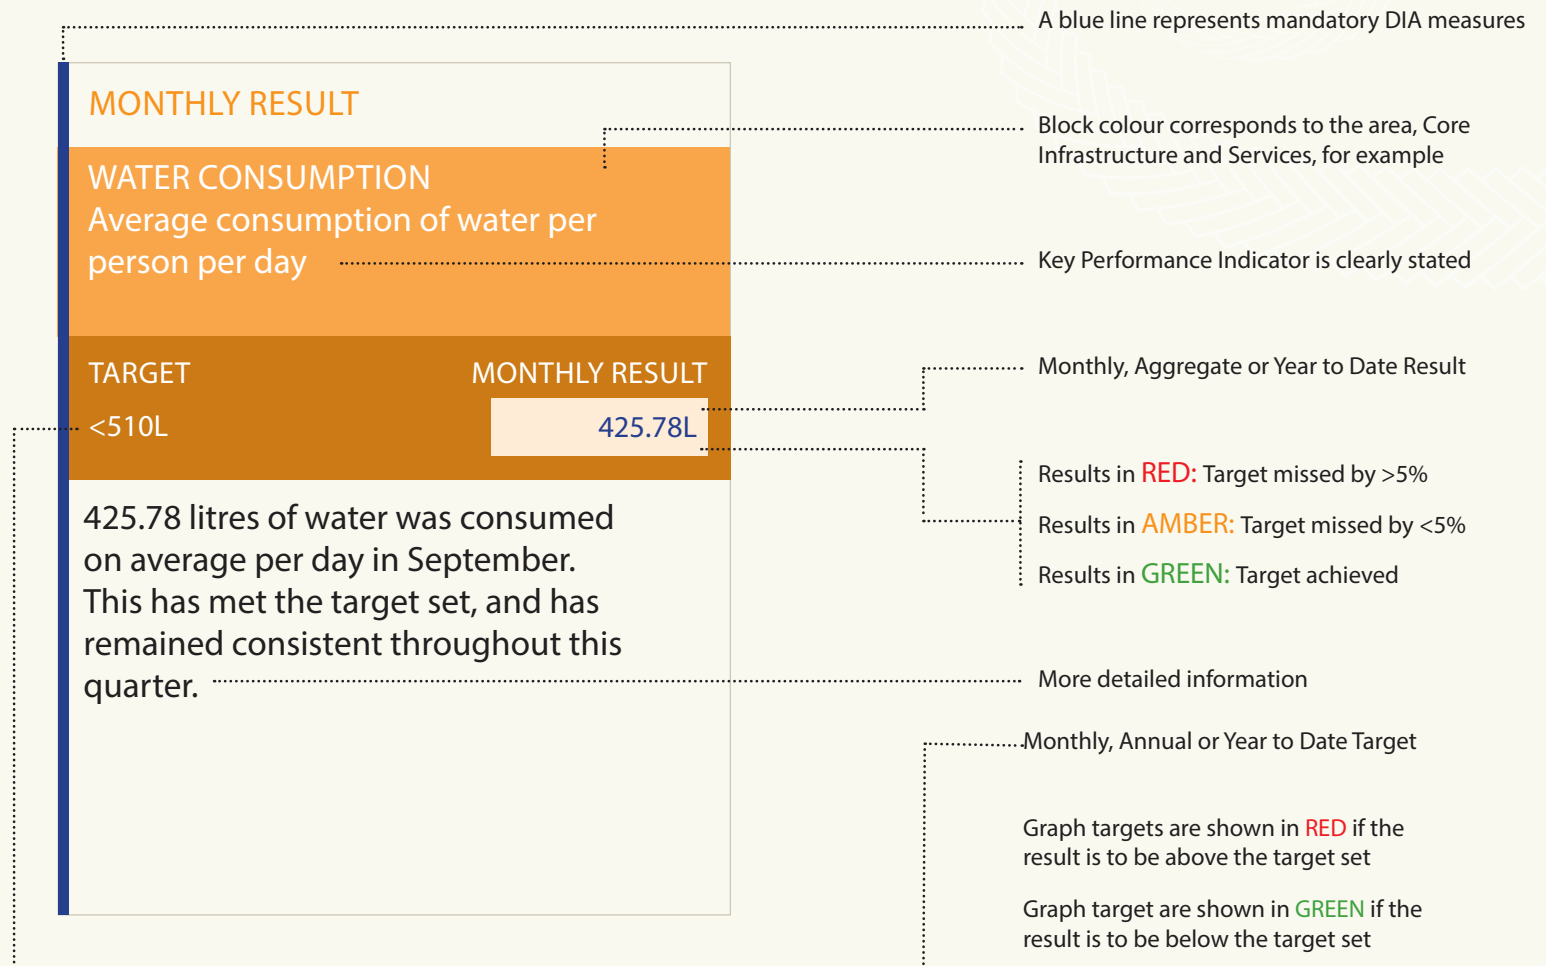 A blue line represents mandatory DIA measures
MONTHLY RESULT
WATER CONSUMPTION
Average consumption of water per
person per day
TARGET
MONTHLY RESULT
<510L
425.78L
425.78 litres of water was consumed
on average per day in September.
This has met the target set, and has
remained consistent throughout this
quarter.
Block colour corresponds to the area, Core
Infrastructure and Services, for example
Key Performance Indicator is clearly stated
Monthly, Aggregate or Year to Date Result
Results in RED: Target missed by >5%
Results in AMBER: Target missed by <5%
Results in GREEN: Target achieved
More detailed information
Monthly, Annual or Year to Date Target
Graph targets are shown in RED if the
result is to be above the target set
Graph target are shown in GREEN if the
result is to be below the target set